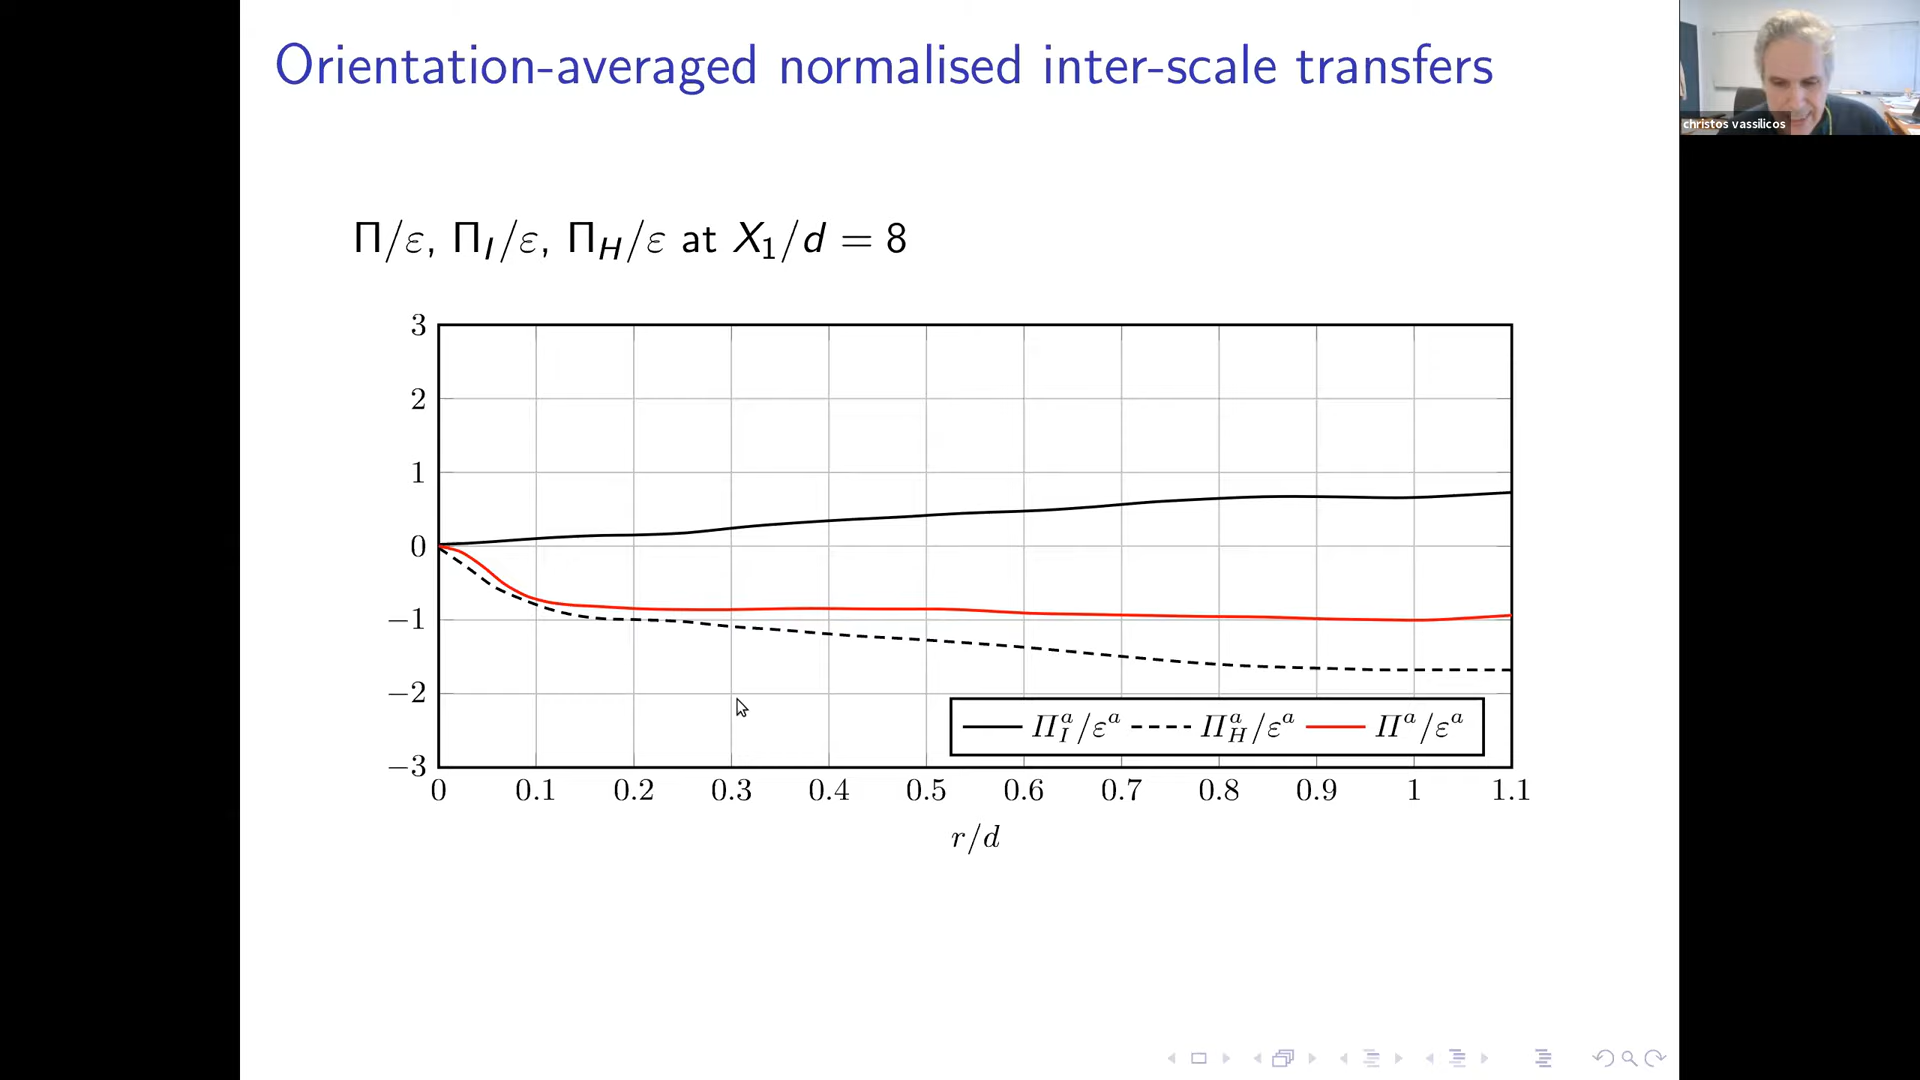 Orientation-averaged normalised inter-scale transfers
christos vassilicos
Π/ε, Π_I/ε, Π_H/ε at X_1/d = 8
3
2
1
0
−1
−2
−3
Π_I^a/ε^a Π_H^a/ε^a Π^a/ε^a
0 0.1 0.2 0.3 0.4 0.5 0.6 0.7 0.8 0.9 1 1.1
r/d